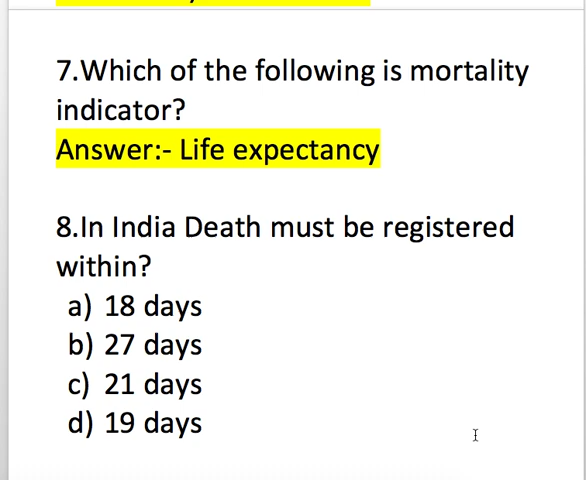 7.Which of the following is mortality
indicator?
Answer:- Life expectancy
8.In India Death must be registered
within?
a) 18 days
b) 27 days
c) 21 days
d) 19 days